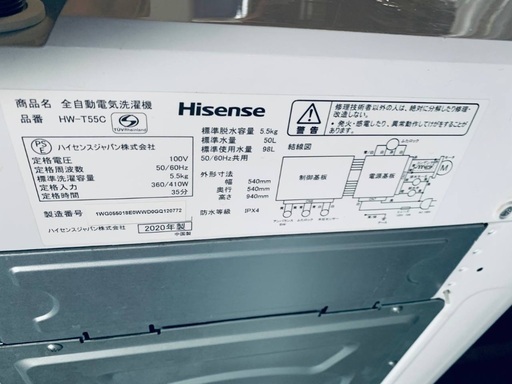 商品名 全自動電気洗濯機
品番 HW-T55C
TÜVRheinland
Hisense
PSE
ハイセンスジャパン株式会社
定格電圧 100V
定格周波数 50/60Hz
標準洗濯容量 5.5kg
定格入力 360/410W
定格時間 35分
標準脱水容量 5.5kg
標準水量 50L
標準使用水量 98L
50/60Hz共用
外形寸法
幅 540mm
奥行 540mm
高さ 940mm
防水等級 IPX4
警告
修理技術者以外の人は、絶対に分解したり修理・改造しない。
発火・感電したり、異常動作してけがをすることがあります。
結線図
制御基板
電源基板
M
製造番号
ハイセンスジャパン株式会社
2020年製
中国製